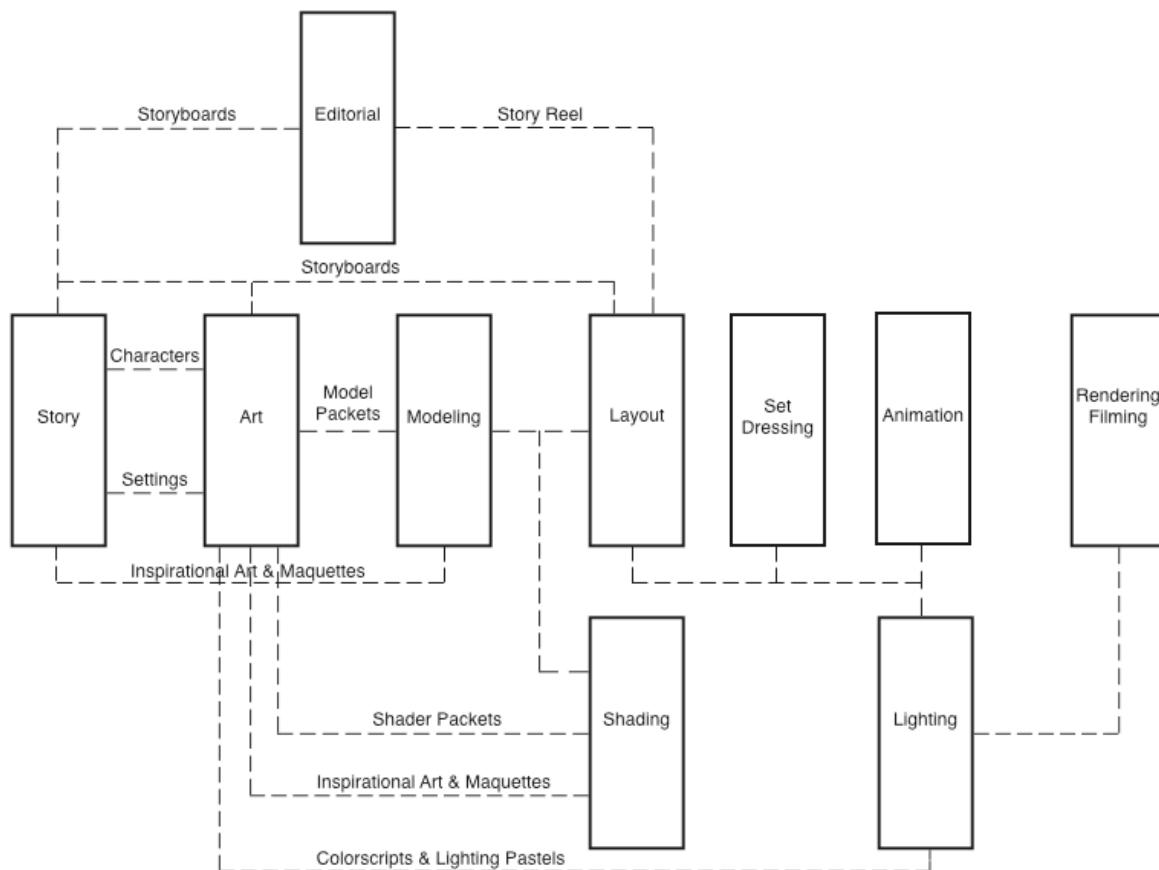 Editorial
Storyboards
Story Reel
Storyboards
Characters
Story
Settings
Art
Model
Packets
Modeling
Layout
Set
Dressing
Animation
Rendering
Filming
Inspirational Art & Maquettes
Shader Packets
Shading
Lighting
Inspirational Art & Maquettes
Colorscripts & Lighting Pastels